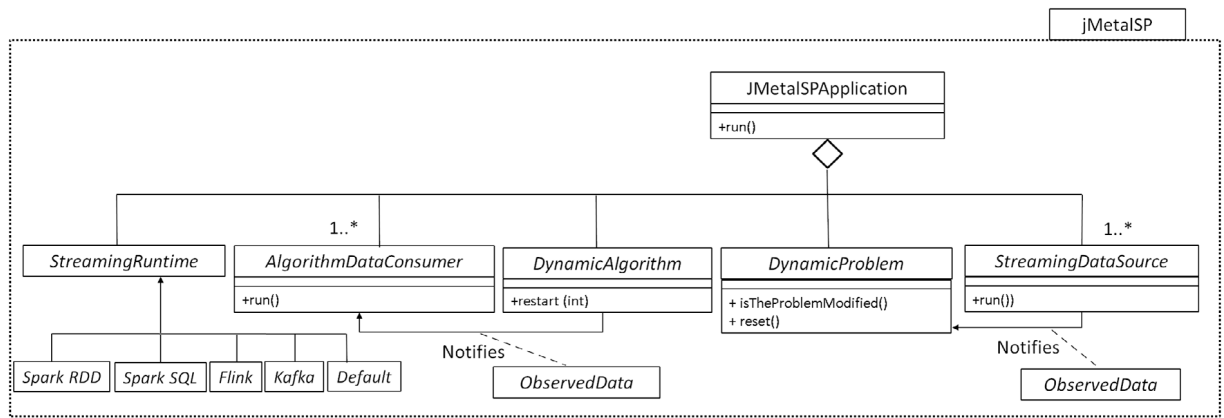 jMetalSP
JMetalSPApplication
+run()
1..*
1..*
StreamingRuntime
AlgorithmDataConsumer
DynamicAlgorithm
DynamicProblem
StreamingDataSource
+run()
+restart (int)
+ isTheProblemModified()
+ reset()
+run())
Notifies
Notifies
Spark RDD
Spark SQL
Flink
Kafka
Default
ObservedData
ObservedData